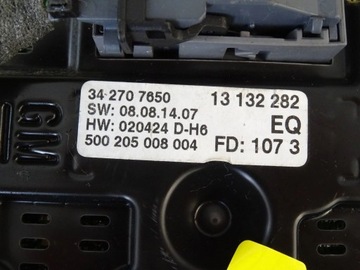 34 270 7650 13 132 282
SW: 08.08.14.07 EQ
HW: 020424 D-H6
500 205 008 004 FD: 107 3
GM